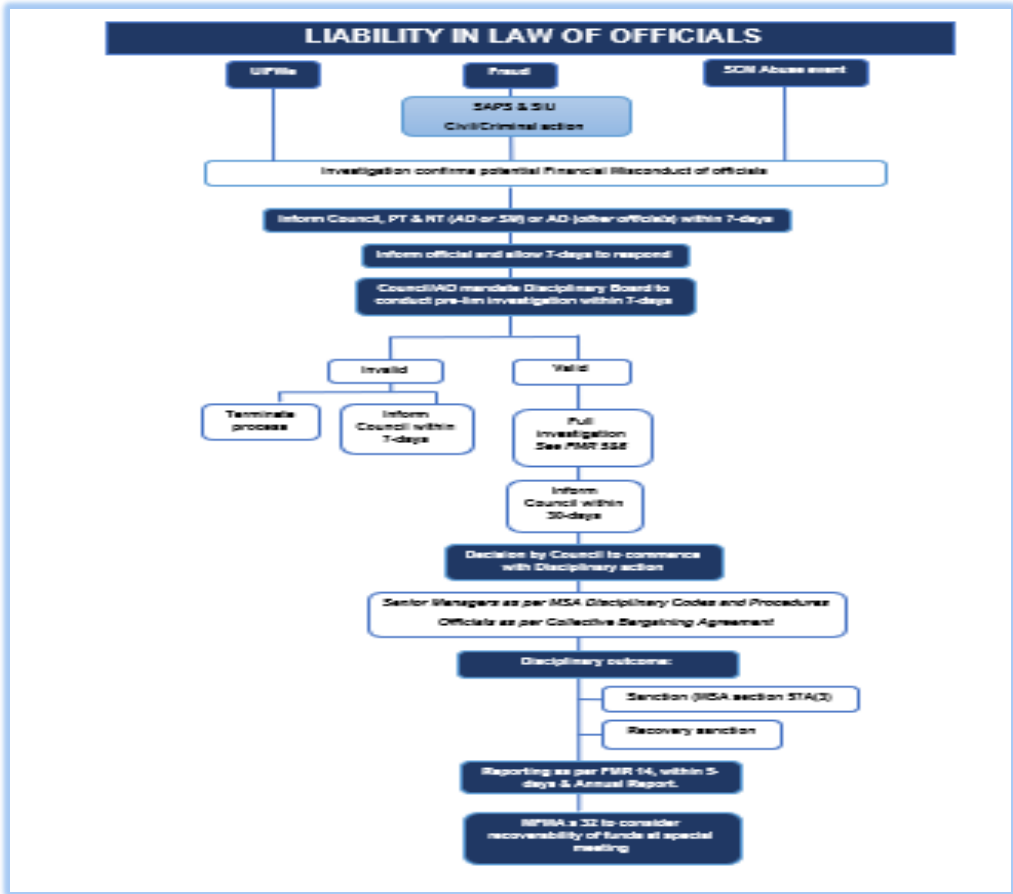 LIABILITY IN LAW OF OFFICIALS
UIFWe
Fraud
SCM Abuse event
SAPS & SIU
Civil/Criminal action
Investigation confirms potential Financial Misconduct of officials
Inform Council, PT & NT (AO or SM) or AO (other officials) within 7-days
Inform official and allow 7-days to respond
Council/AO mandate Disciplinary Board to
conduct pre-lim investigation within 7-days
Invalid
Valid
Terminate
process
Inform
Council within
7-days
Full
investigation
See FMR 5&6
Inform
Council within
30-days
Decision by Council to commence
with Disciplinary action
Senior Managers as per MSA Disciplinary Codes and Procedures
Officials as per Collective Bargaining Agreement
Disciplinary outcome:
Sanction (MSA section 57A(3)
Recovery sanction
Reporting as per FMR 14, within 5-
days & Annual Report.
MFMA s 32 to consider
recoverability of funds at special
meeting